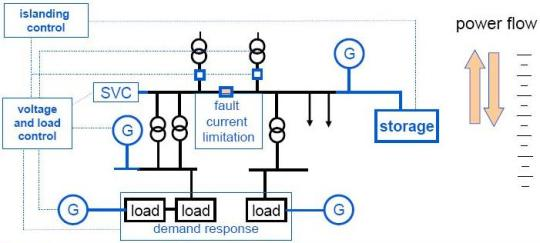 islanding
control
power flow
G
SVC
fault
current
limitation
voltage
and load
control
G
storage
G
load
load
load
G
demand response